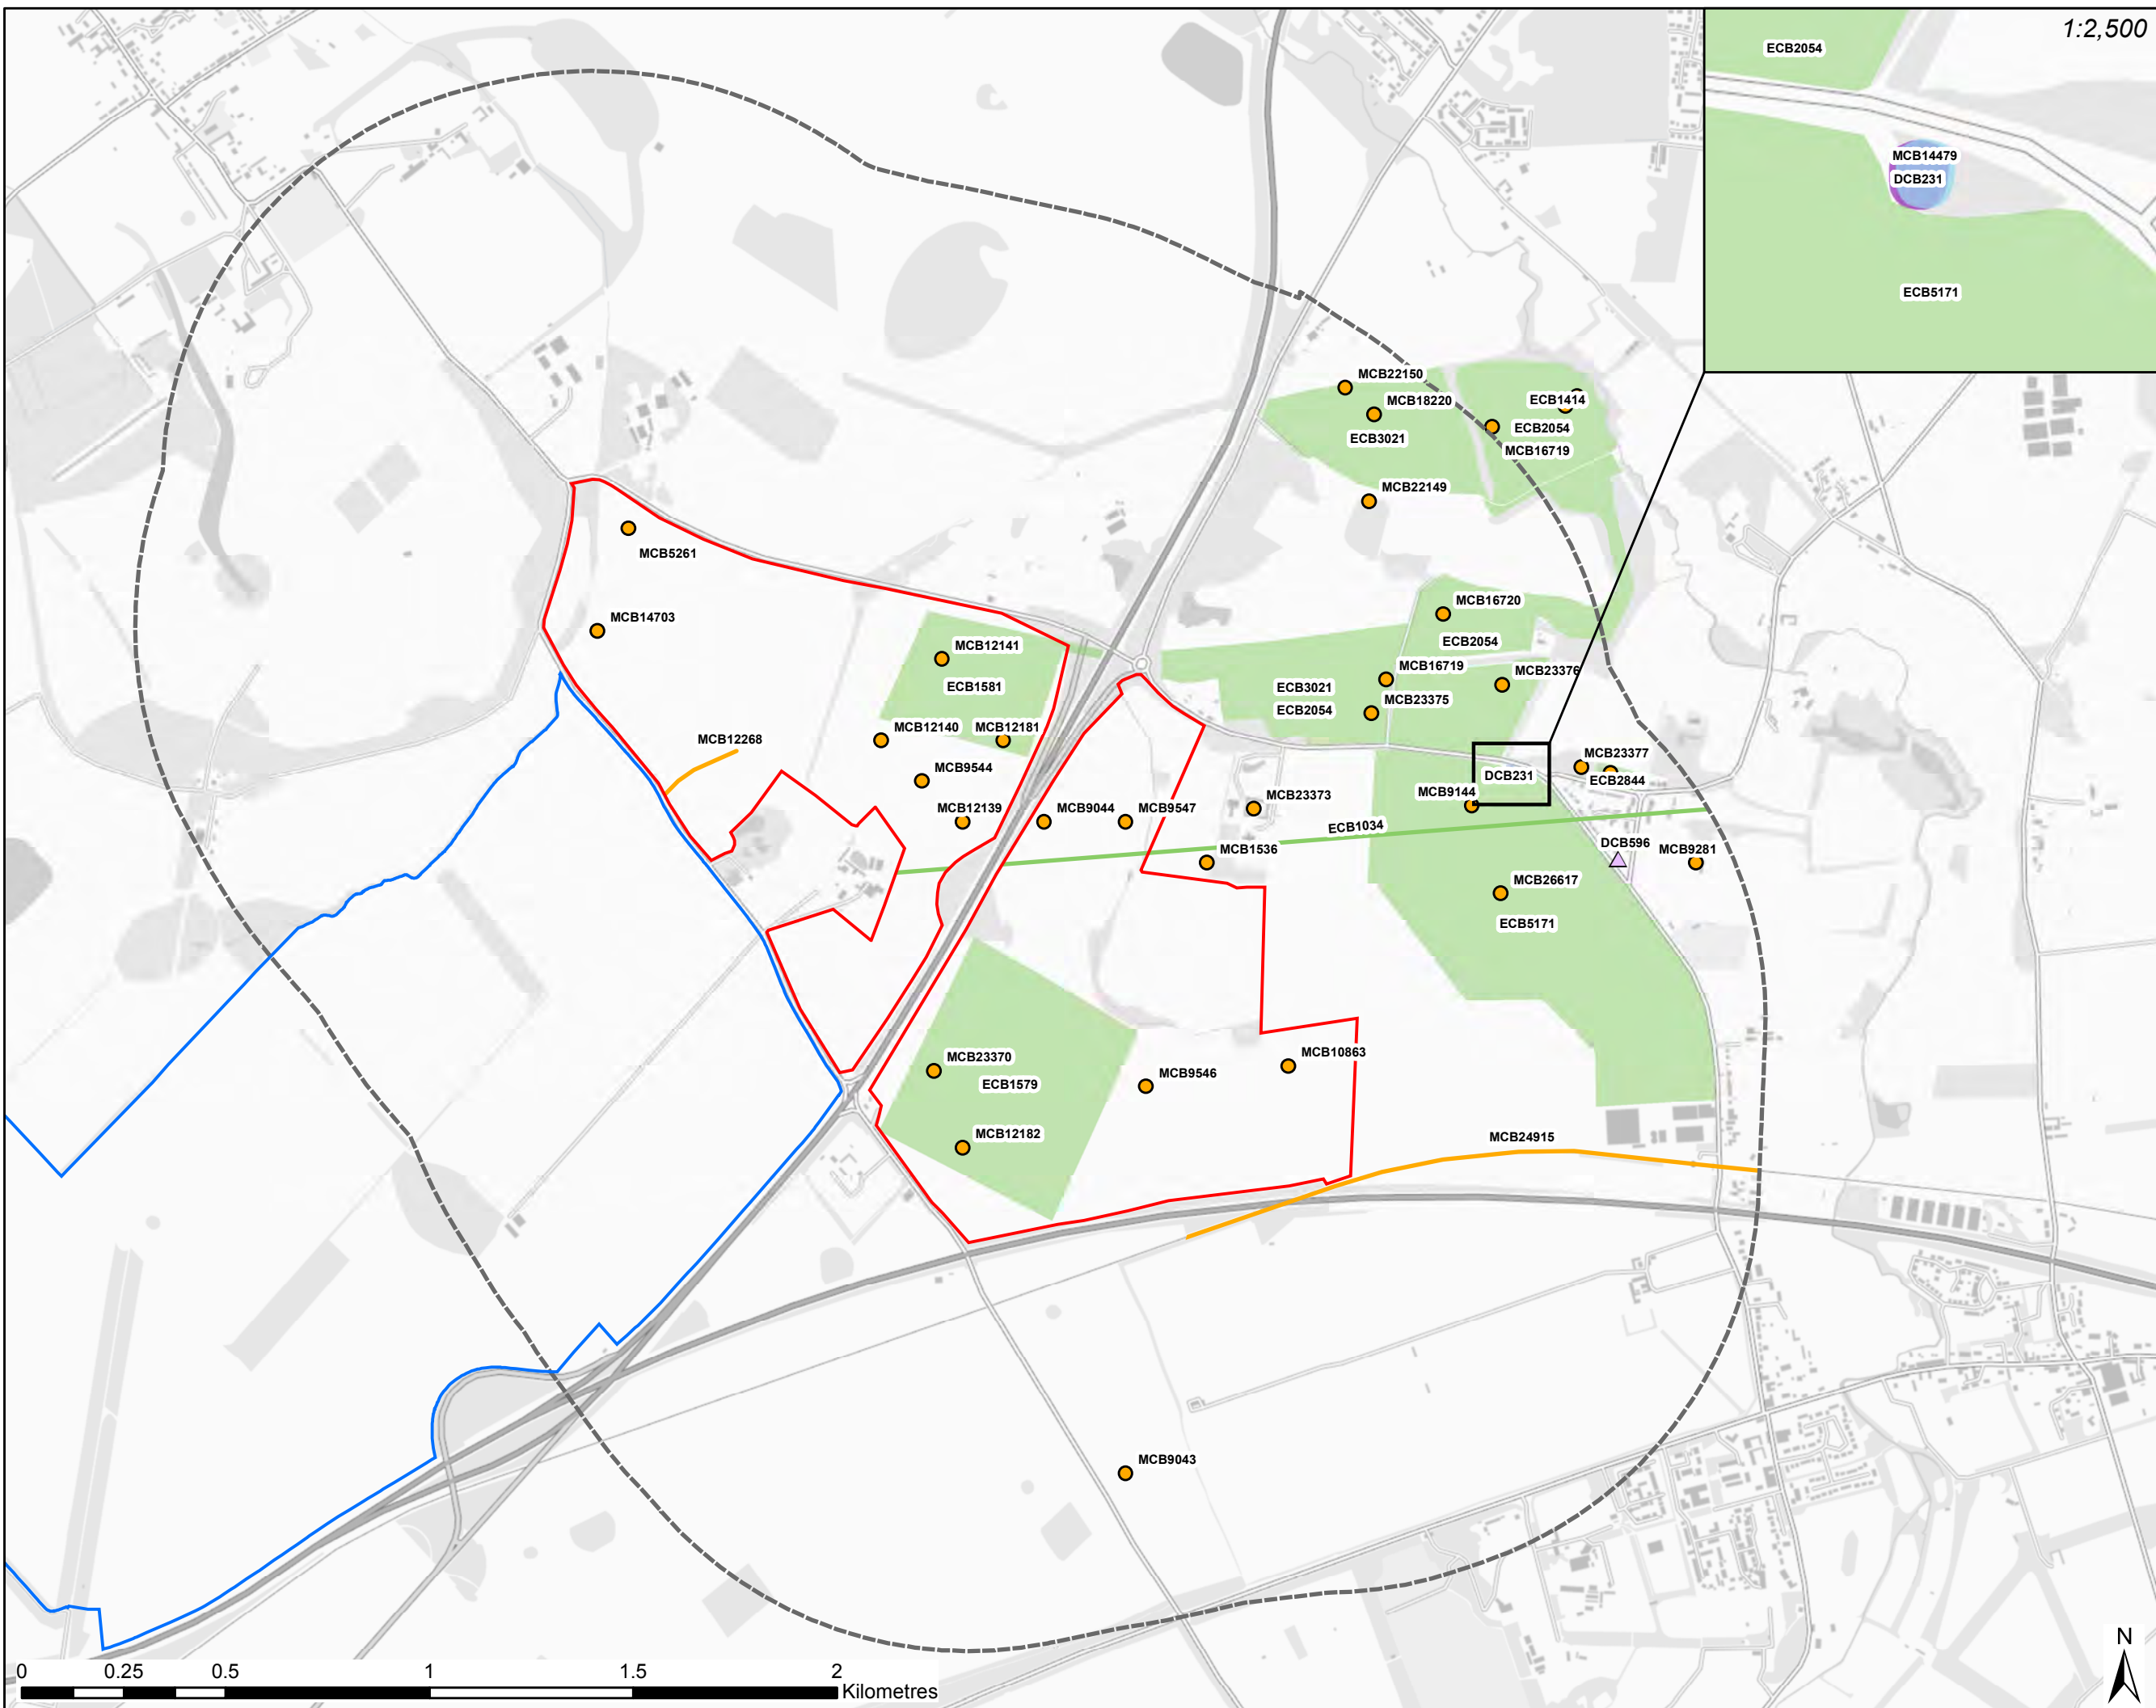 1:2,500
ECB2054
MCB14479
DCB231
ECB5171
MCB22150
MCB18220
ECB3021
ECB1414
ECB2054
MCB16719
MCB22149
MCB5261
MCB14703
MCB16720
ECB2054
MCB12141
ECB1581
MCB16719
MCB23376
ECB3021
MCB23375
ECB2054
MCB12140
MCB12181
MCB12268
MCB9544
MCB23377
DCB231
ECB2844
MCB9144
MCB12139
MCB9044
MCB9547
MCB23373
ECB1034
MCB1536
DCB596
MCB9281
MCB26617
ECB5171
MCB23370
ECB1579
MCB9546
MCB10863
MCB12182
MCB24915
MCB9043
N
0 0.25 0.5 1 1.5 2
Kilometres